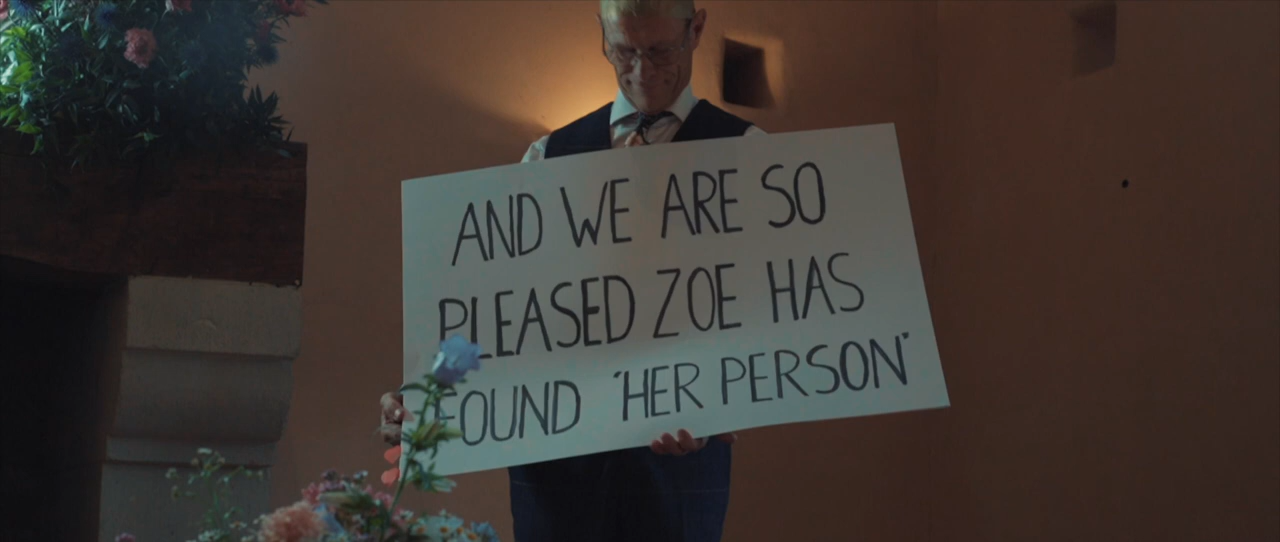 AND WE ARE SO
PLEASED ZOE HAS
FOUND "HER PERSON"